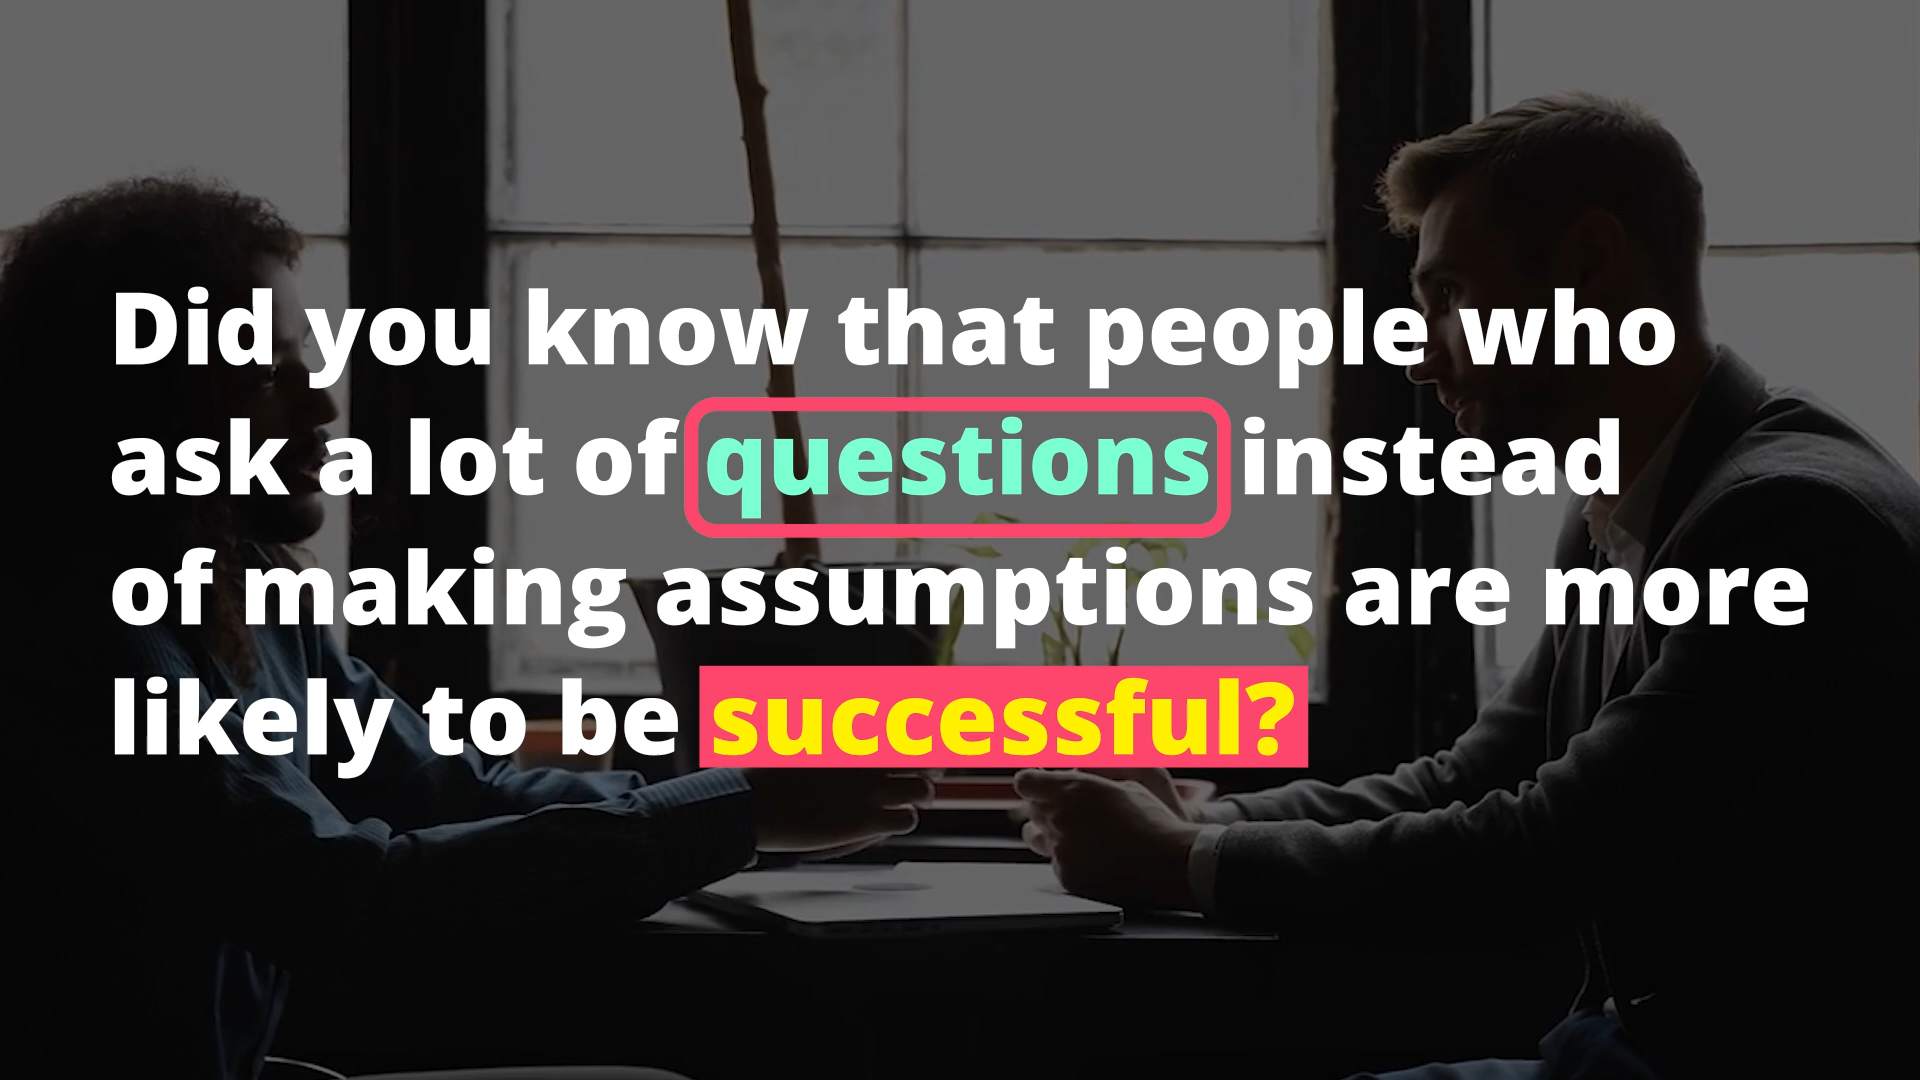 Did you know that people who
ask a lot of questions instead
of making assumptions are more
likely to be successful?